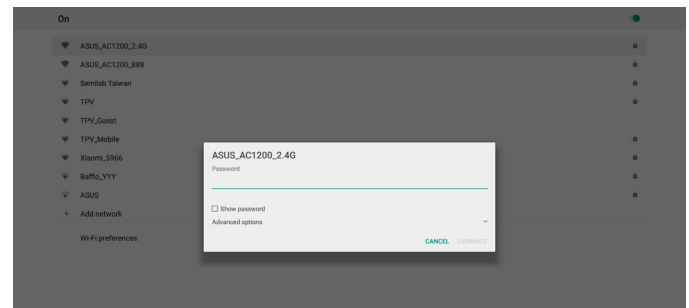 On
ASUS_AC1200_2.4G
ASUS_AC1200_888
Semilab Taiwan
TPV
TPV_Guest
TPV_Mobile
Xiaomi_5966
Bafflo_YYY
ASUS
+ Add network
Wi-Fi preferences
ASUS_AC1200_2.4G
Password
Show password
Advanced options
CANCEL CONNECT